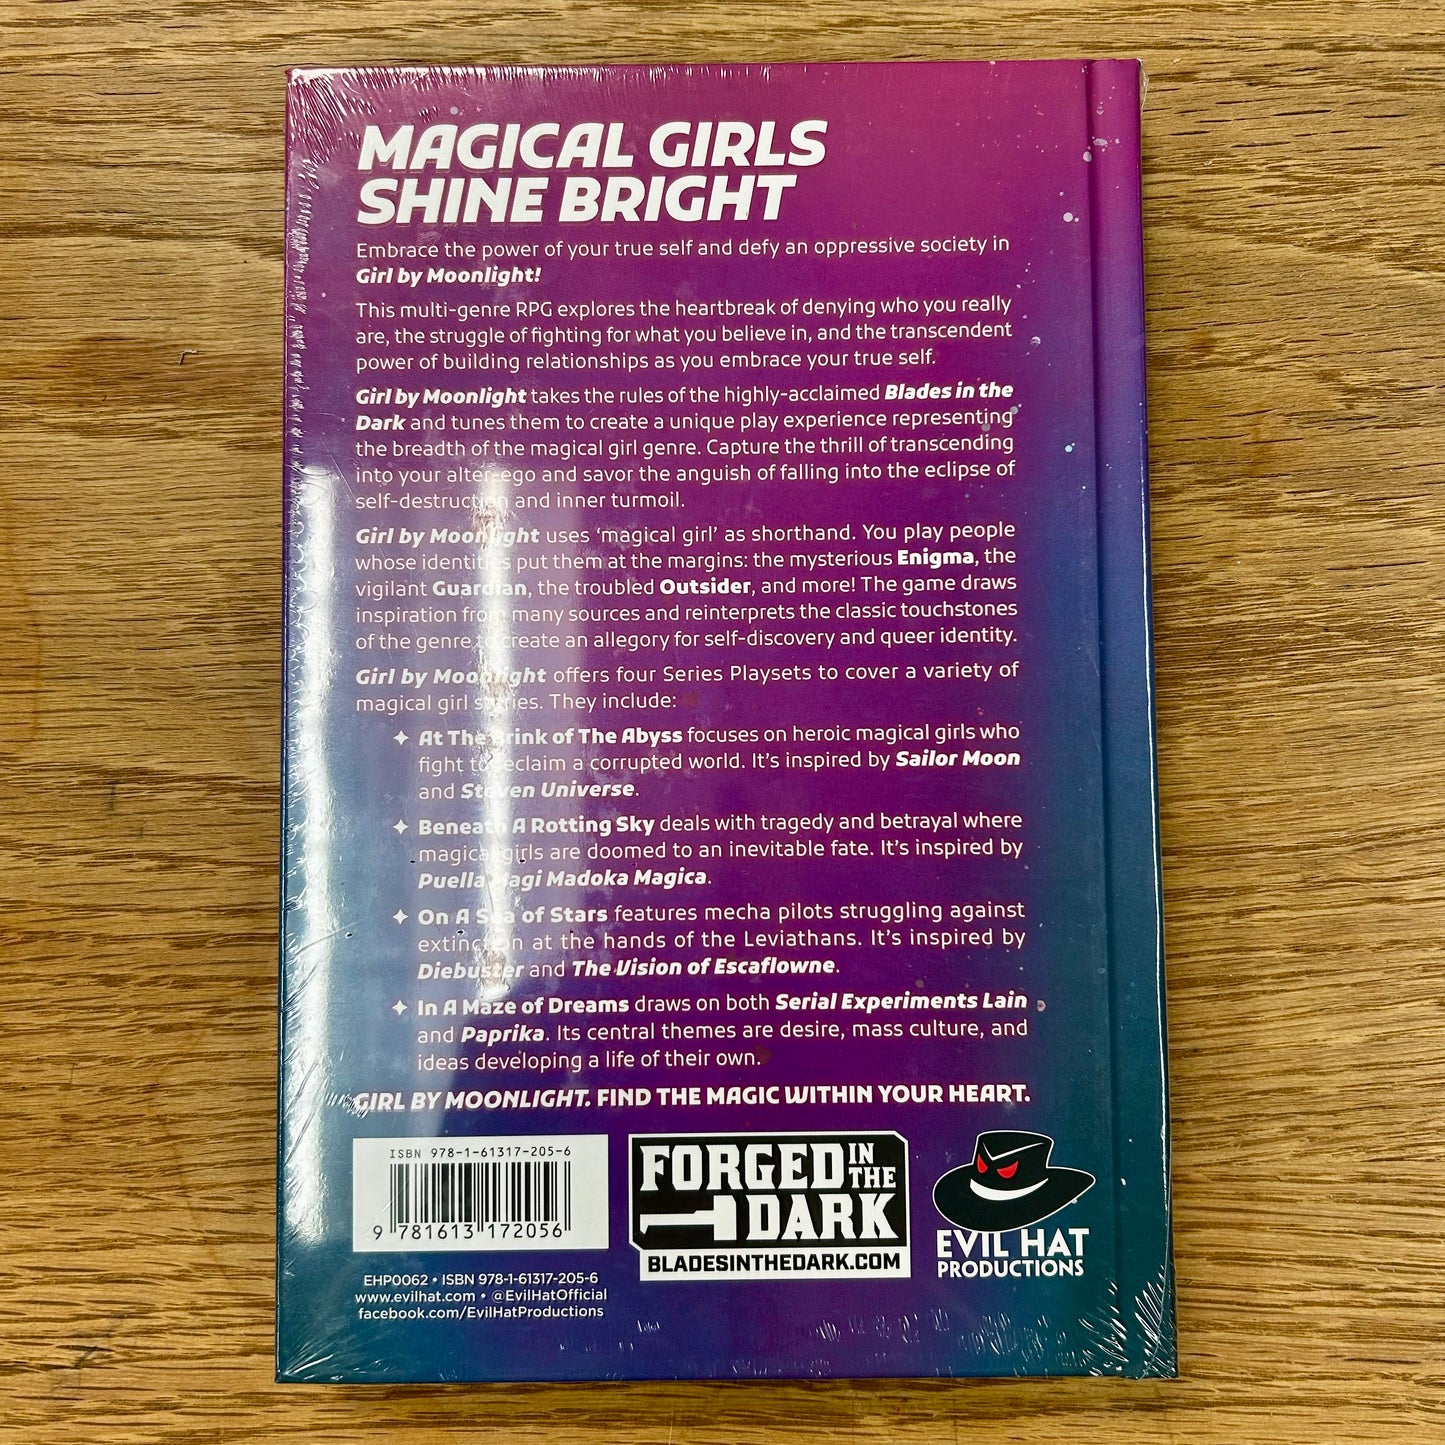 MAGICAL GIRLS
SHINE BRIGHT
Embrace the power of your true self and defy an oppressive society in
Girl by Moonlight!
This multi-genre RPG explores the heartbreak of denying who you really
are, the struggle of fighting for what you believe in, and the transcendent
power of building relationships as you embrace your true self.
Girl by Moonlight takes the rules of the highly-acclaimed Blades in the
Dark and tunes them to create a unique play experience representing
the breadth of the magical girl genre. Capture the thrill of transcending
into your alter-ego and savor the anguish of falling into the eclipse of
self-destruction and inner turmoil.
Girl by Moonlight uses ‘magical girl’ as shorthand. You play people
whose identities put them at the margins: the mysterious Enigma, the
vigilant Guardian, the troubled Outsider, and more! The game draws
inspiration from many sources and reinterprets the classic touchstones
of the genre to create an allegory for self-discovery and queer identity.
Girl by Moonlight offers four Series Playsets to cover a variety of
magical girl stories. They include:
✦ At The Brink of The Abyss focuses on heroic magical girls who
fight to reclaim a corrupted world. It’s inspired by Sailor Moon
and Steven Universe.
✦ Beneath A Rotting Sky deals with tragedy and betrayal where
magical girls are doomed to an inevitable fate. It’s inspired by
Puella Magi Madoka Magica.
✦ On A Sea of Stars features mecha pilots struggling against
extinction at the hands of the Leviathans. It’s inspired by
Diebuster and The Vision of Escaflowne.
✦ In A Maze of Dreams draws on both Serial Experiments Lain
and Paprika. Its central themes are desire, mass culture, and
ideas developing a life of their own.
GIRL BY MOONLIGHT. FIND THE MAGIC WITHIN YOUR HEART.
ISBN 978-1-61317-205-6
9 781613 172056
EHP0062 • ISBN 978-1-61317-205-6
www.evilhat.com • @EvilHatOfficial
facebook.com/EvilHatProductions
FORGED IN THE DARK
BLADESINTHEDARK.COM
EVIL HAT
PRODUCTIONS